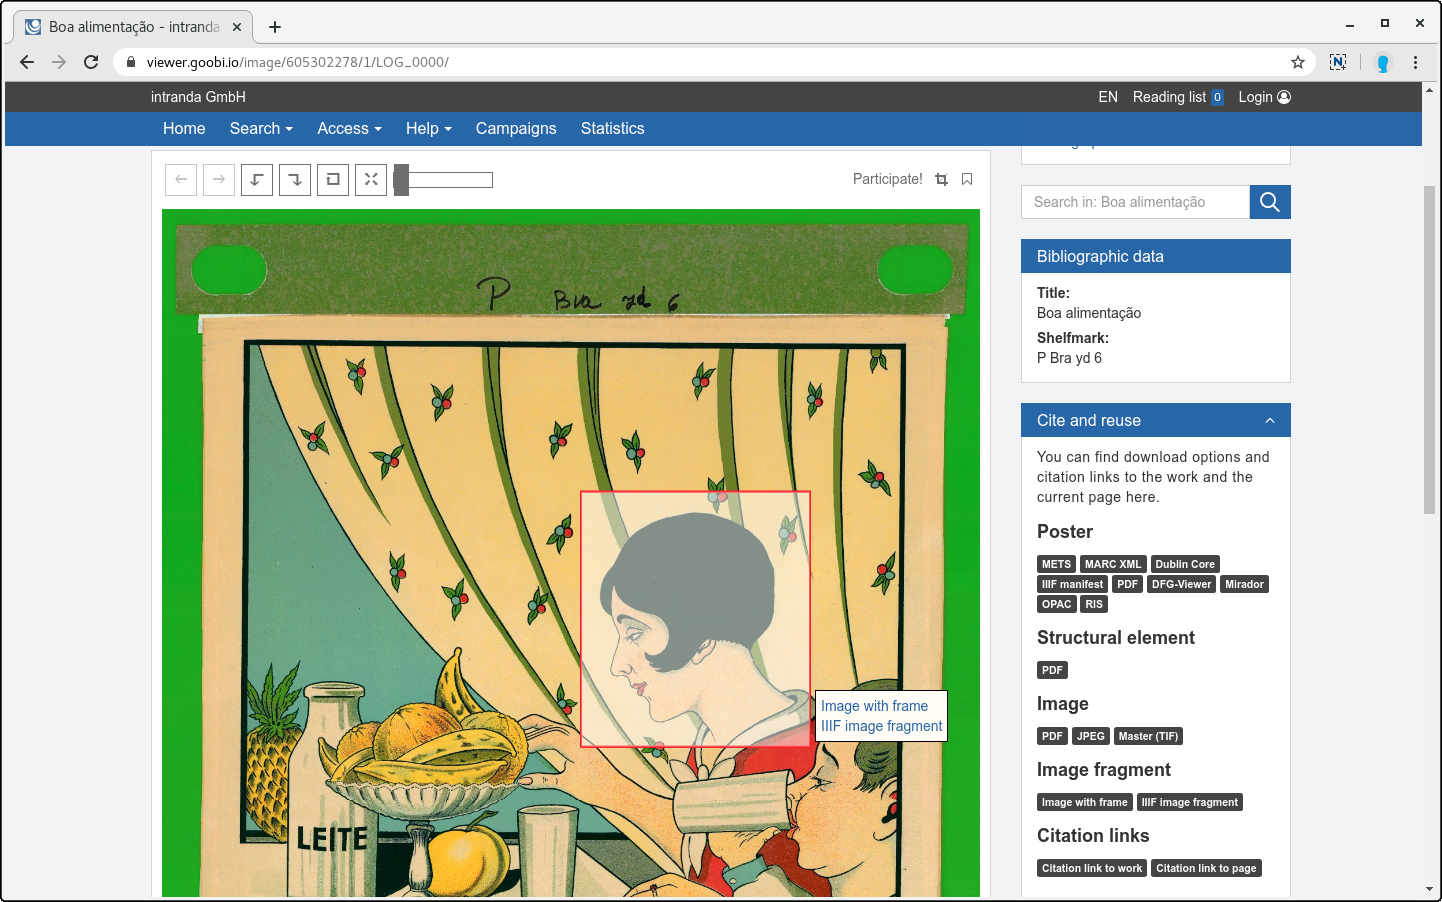 Boa alimentação - intranda
viewer.goobi.io/image/605302278/1/LOG_0000/
intranda GmbH
EN Reading list 0 Login
Home Search Access Help Campaigns Statistics
Participate!
Search in: Boa alimentação
Bibliographic data
Title:
Boa alimentação
Shelfmark:
P Bra yd 6
Cite and reuse
You can find download options and
citation links to the work and the
current page here.
Poster
METS MARC XML Dublin Core
IIIF manifest PDF DFG-Viewer Mirador
OPAC RIS
Structural element
PDF
Image
PDF JPEG Master (TIF)
Image fragment
Image with frame IIIF image fragment
Citation links
Citation link to work Citation link to page
P Bra yd 6
Image with frame
IIIF image fragment
LEITE